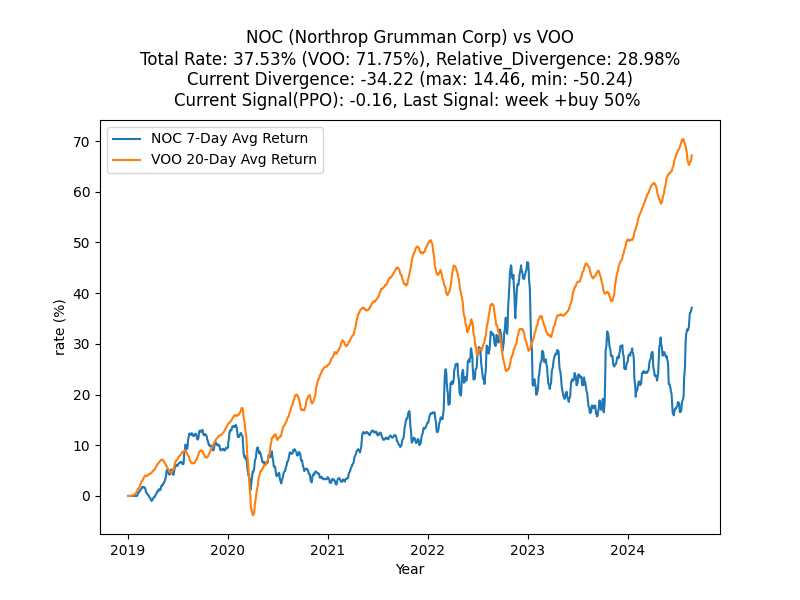 NOC (Northrop Grumman Corp) vs VOO
Total Rate: 37.53% (VOO: 71.75%), Relative_Divergence: 28.98%
Current Divergence: -34.22 (max: 14.46, min: -50.24)
Current Signal(PPO): -0.16, Last Signal: week +buy 50%
NOC 7-Day Avg Return
VOO 20-Day Avg Return
70
60
50
40
30
20
10
0
rate (%)
2019 2020 2021 2022 2023 2024
Year